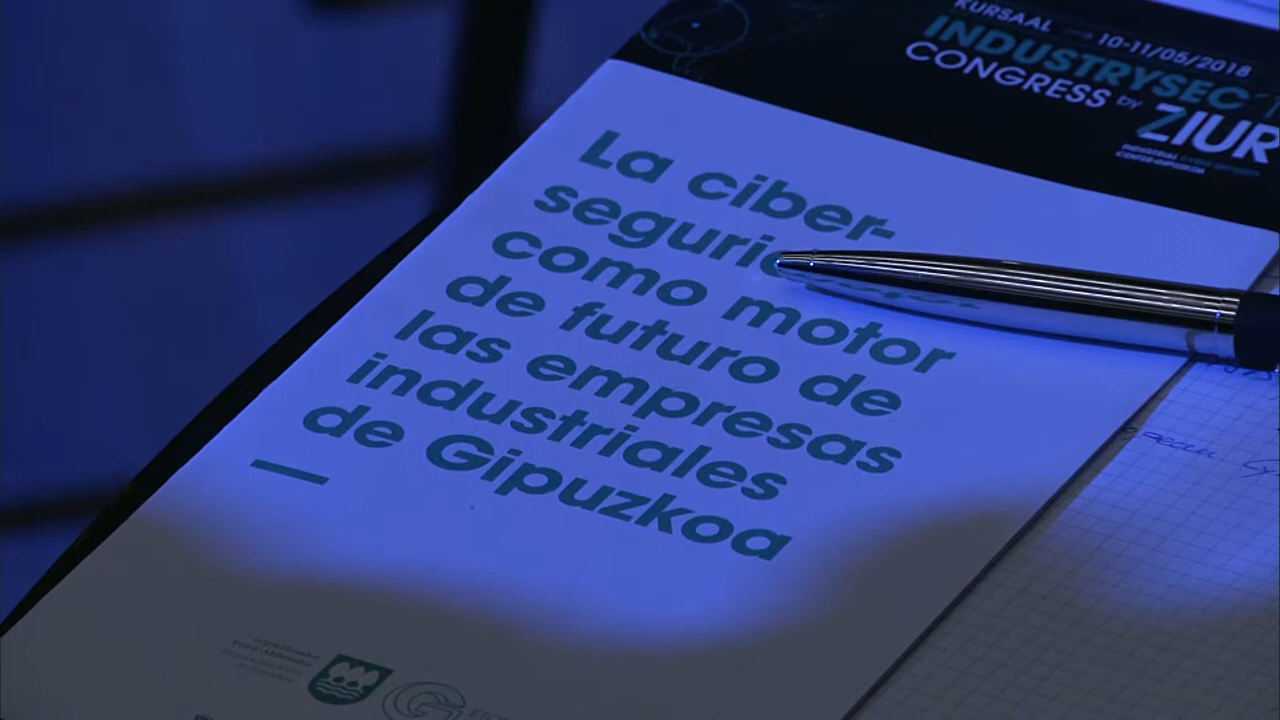 KURSAAL 10-11/05/2018
INDUSTRYSEC
CONGRESS by
ZIUR
La ciber-
como motor
de futuro de
las empresas
industriales
de Gipuzkoa